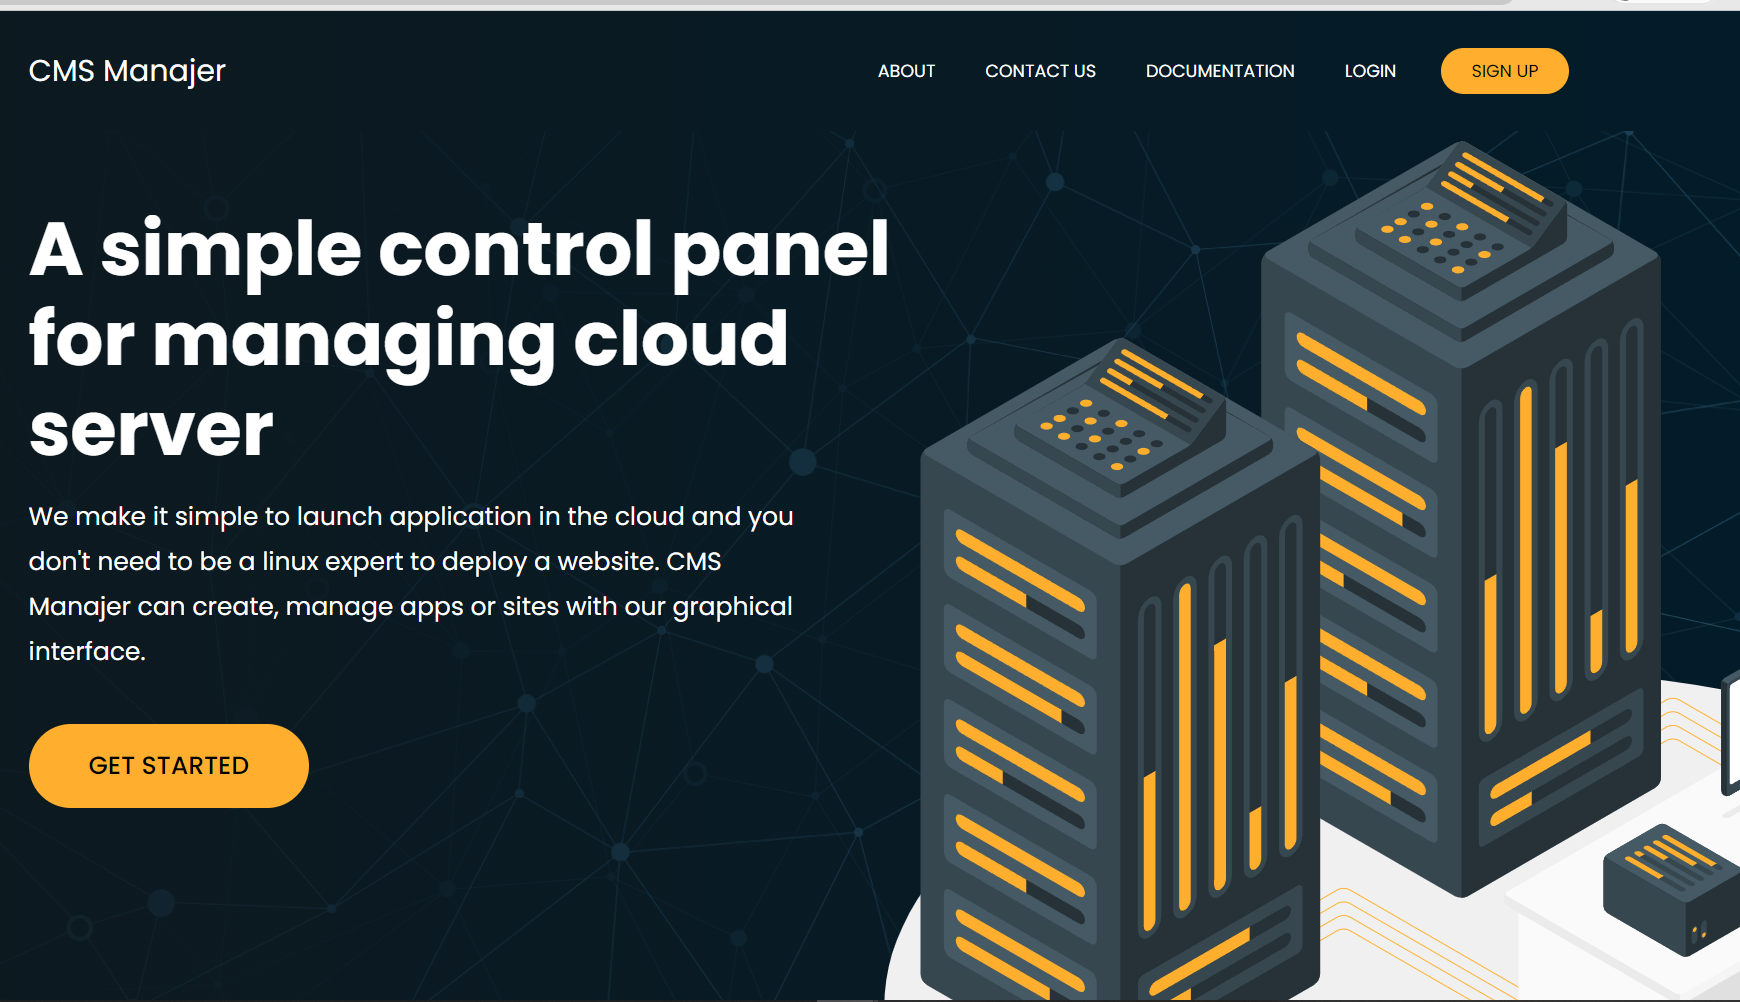 CMS Manajer
ABOUT
CONTACT US
DOCUMENTATION
LOGIN
SIGN UP
A simple control panel
for managing cloud
server
We make it simple to launch application in the cloud and you
don't need to be a linux expert to deploy a website. CMS
Manajer can create, manage apps or sites with our graphical
interface.
GET STARTED